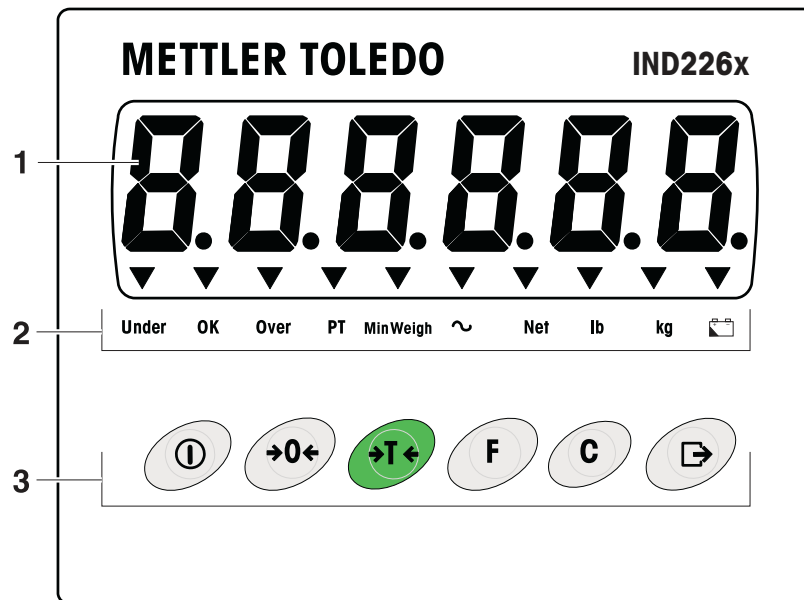 METTLER TOLEDO IND226x
1
8.8.8.8.8.8.
2 Under OK Over PT MinWeigh ~ Net lb kg
3 →0← →T← F C